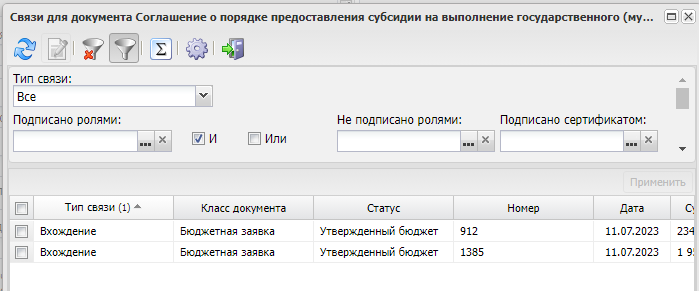 Связи для документа Соглашение о порядке предоставления субсидии на выполнение государственного (му...
Тип связи:
Все
Подписано ролями: Не подписано ролями: Подписано сертификатом:
... И Или ... ...
Применить
Тип связи (1) Класс документа Статус Номер Дата Су
Вхождение Бюджетная заявка Утвержденный бюджет 912 11.07.2023 234
Вхождение Бюджетная заявка Утвержденный бюджет 1385 11.07.2023 1 9